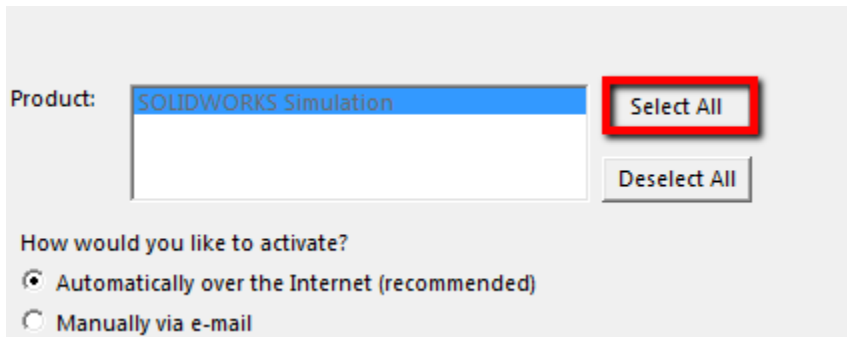 Product:
SOLIDWORKS Simulation
Select All
Deselect All
How would you like to activate?
Automatically over the Internet (recommended)
Manually via e-mail